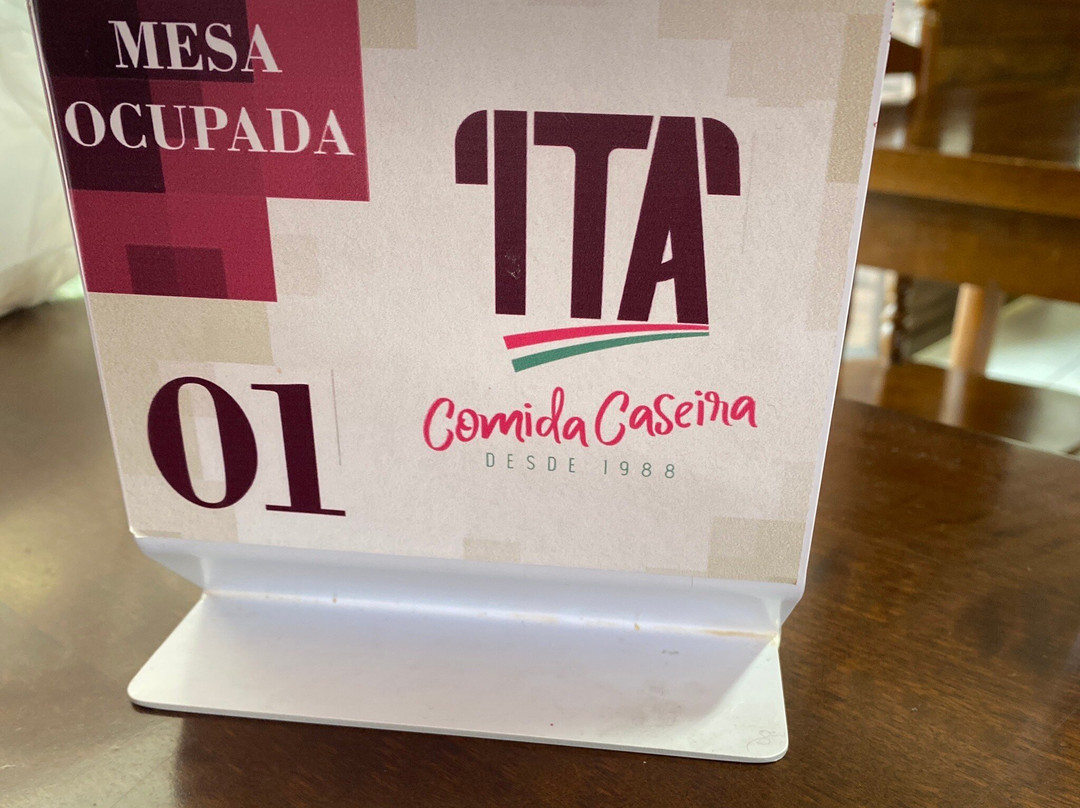 MESA
OCUPADA
01
ITA
Comida Caseira
DESDE 1988